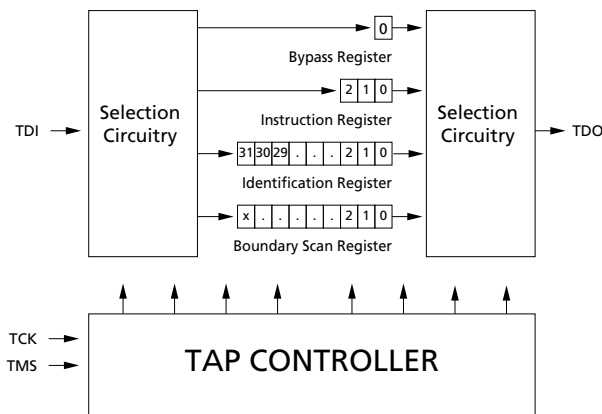 0
Bypass Register
2 1 0
Selection
Circuitry
Instruction Register
Selection
Circuitry
TDI
TDO
31 30 29 . . . 2 1 0
Identification Register
x . . . . . 2 1 0
Boundary Scan Register
TCK
TMS
TAP CONTROLLER